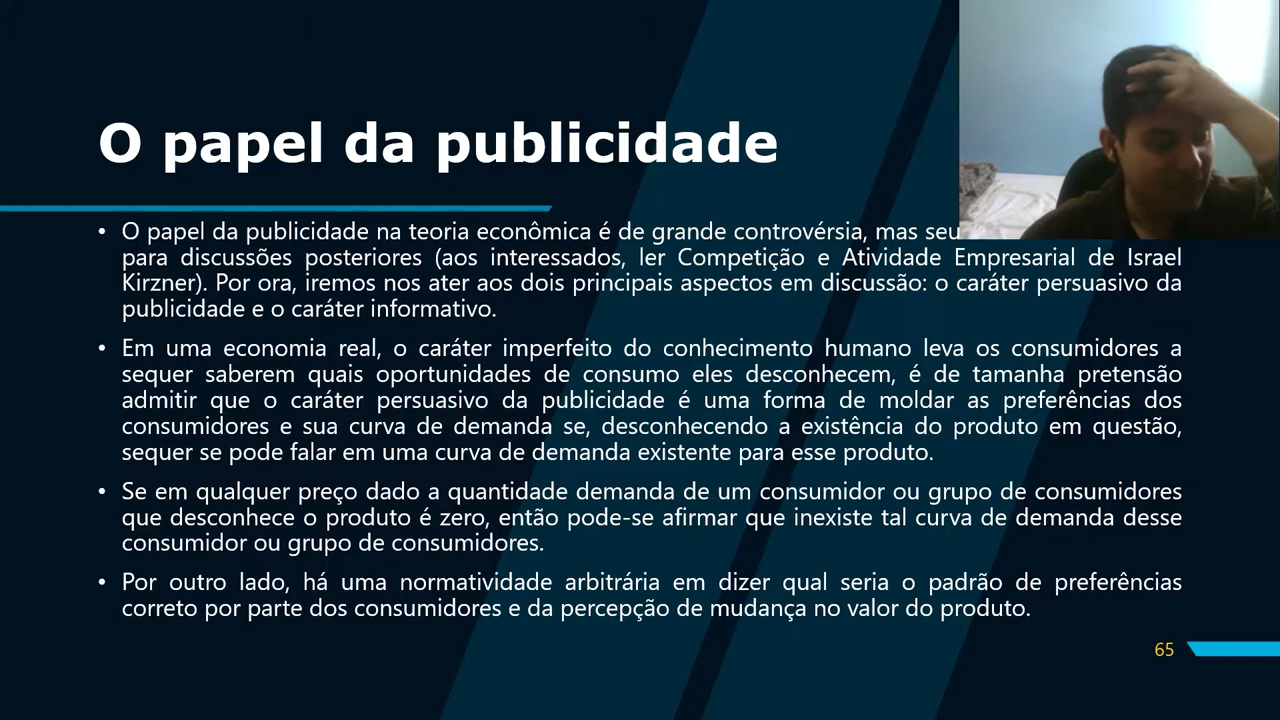 O papel da publicidade
• O papel da publicidade na teoria econômica é de grande controvérsia, mas seu
para discussões posteriores (aos interessados, ler Competição e Atividade Empresarial de Israel
Kirzner). Por ora, iremos nos ater aos dois principais aspectos em discussão: o caráter persuasivo da
publicidade e o caráter informativo.
• Em uma economia real, o caráter imperfeito do conhecimento humano leva os consumidores a
sequer saberem quais oportunidades de consumo eles desconhecem, é de tamanha pretensão
admitir que o caráter persuasivo da publicidade é uma forma de moldar as preferências dos
consumidores e sua curva de demanda se, desconhecendo a existência do produto em questão,
sequer se pode falar em uma curva de demanda existente para esse produto.
• Se em qualquer preço dado a quantidade demanda de um consumidor ou grupo de consumidores
que desconhece o produto é zero, então pode-se afirmar que inexiste tal curva de demanda desse
consumidor ou grupo de consumidores.
• Por outro lado, há uma normatividade arbitrária em dizer qual seria o padrão de preferências
correto por parte dos consumidores e da percepção de mudança no valor do produto.
65